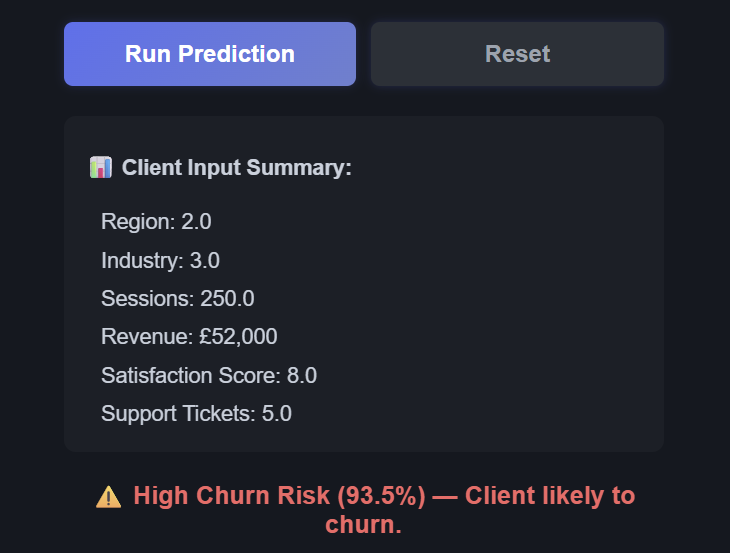 Run Prediction
Reset
Client Input Summary:
Region: 2.0
Industry: 3.0
Sessions: 250.0
Revenue: £52,000
Satisfaction Score: 8.0
Support Tickets: 5.0
High Churn Risk (93.5%) — Client likely to
churn.